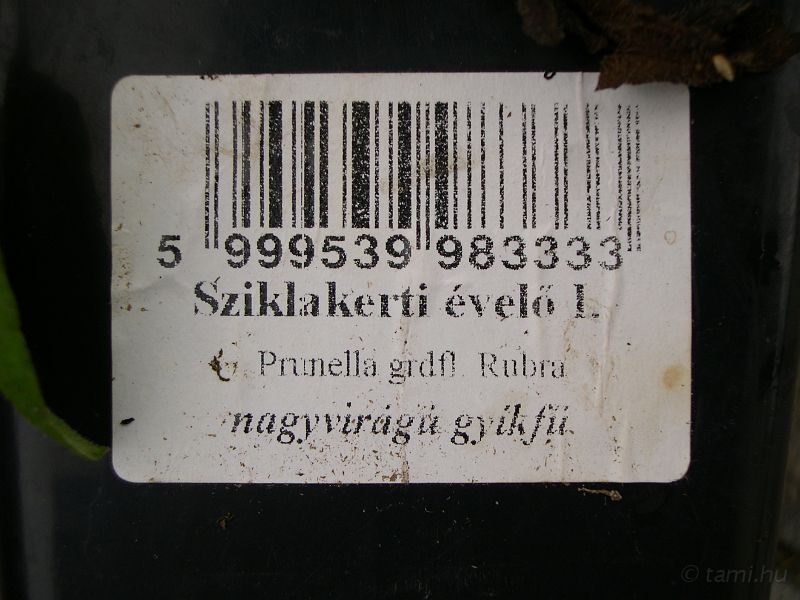 5 999539 983333
Sziklakerti évelő I.
Prunella grdfl. Rubra
nagyvirágú gyíkfű
© tami.hu